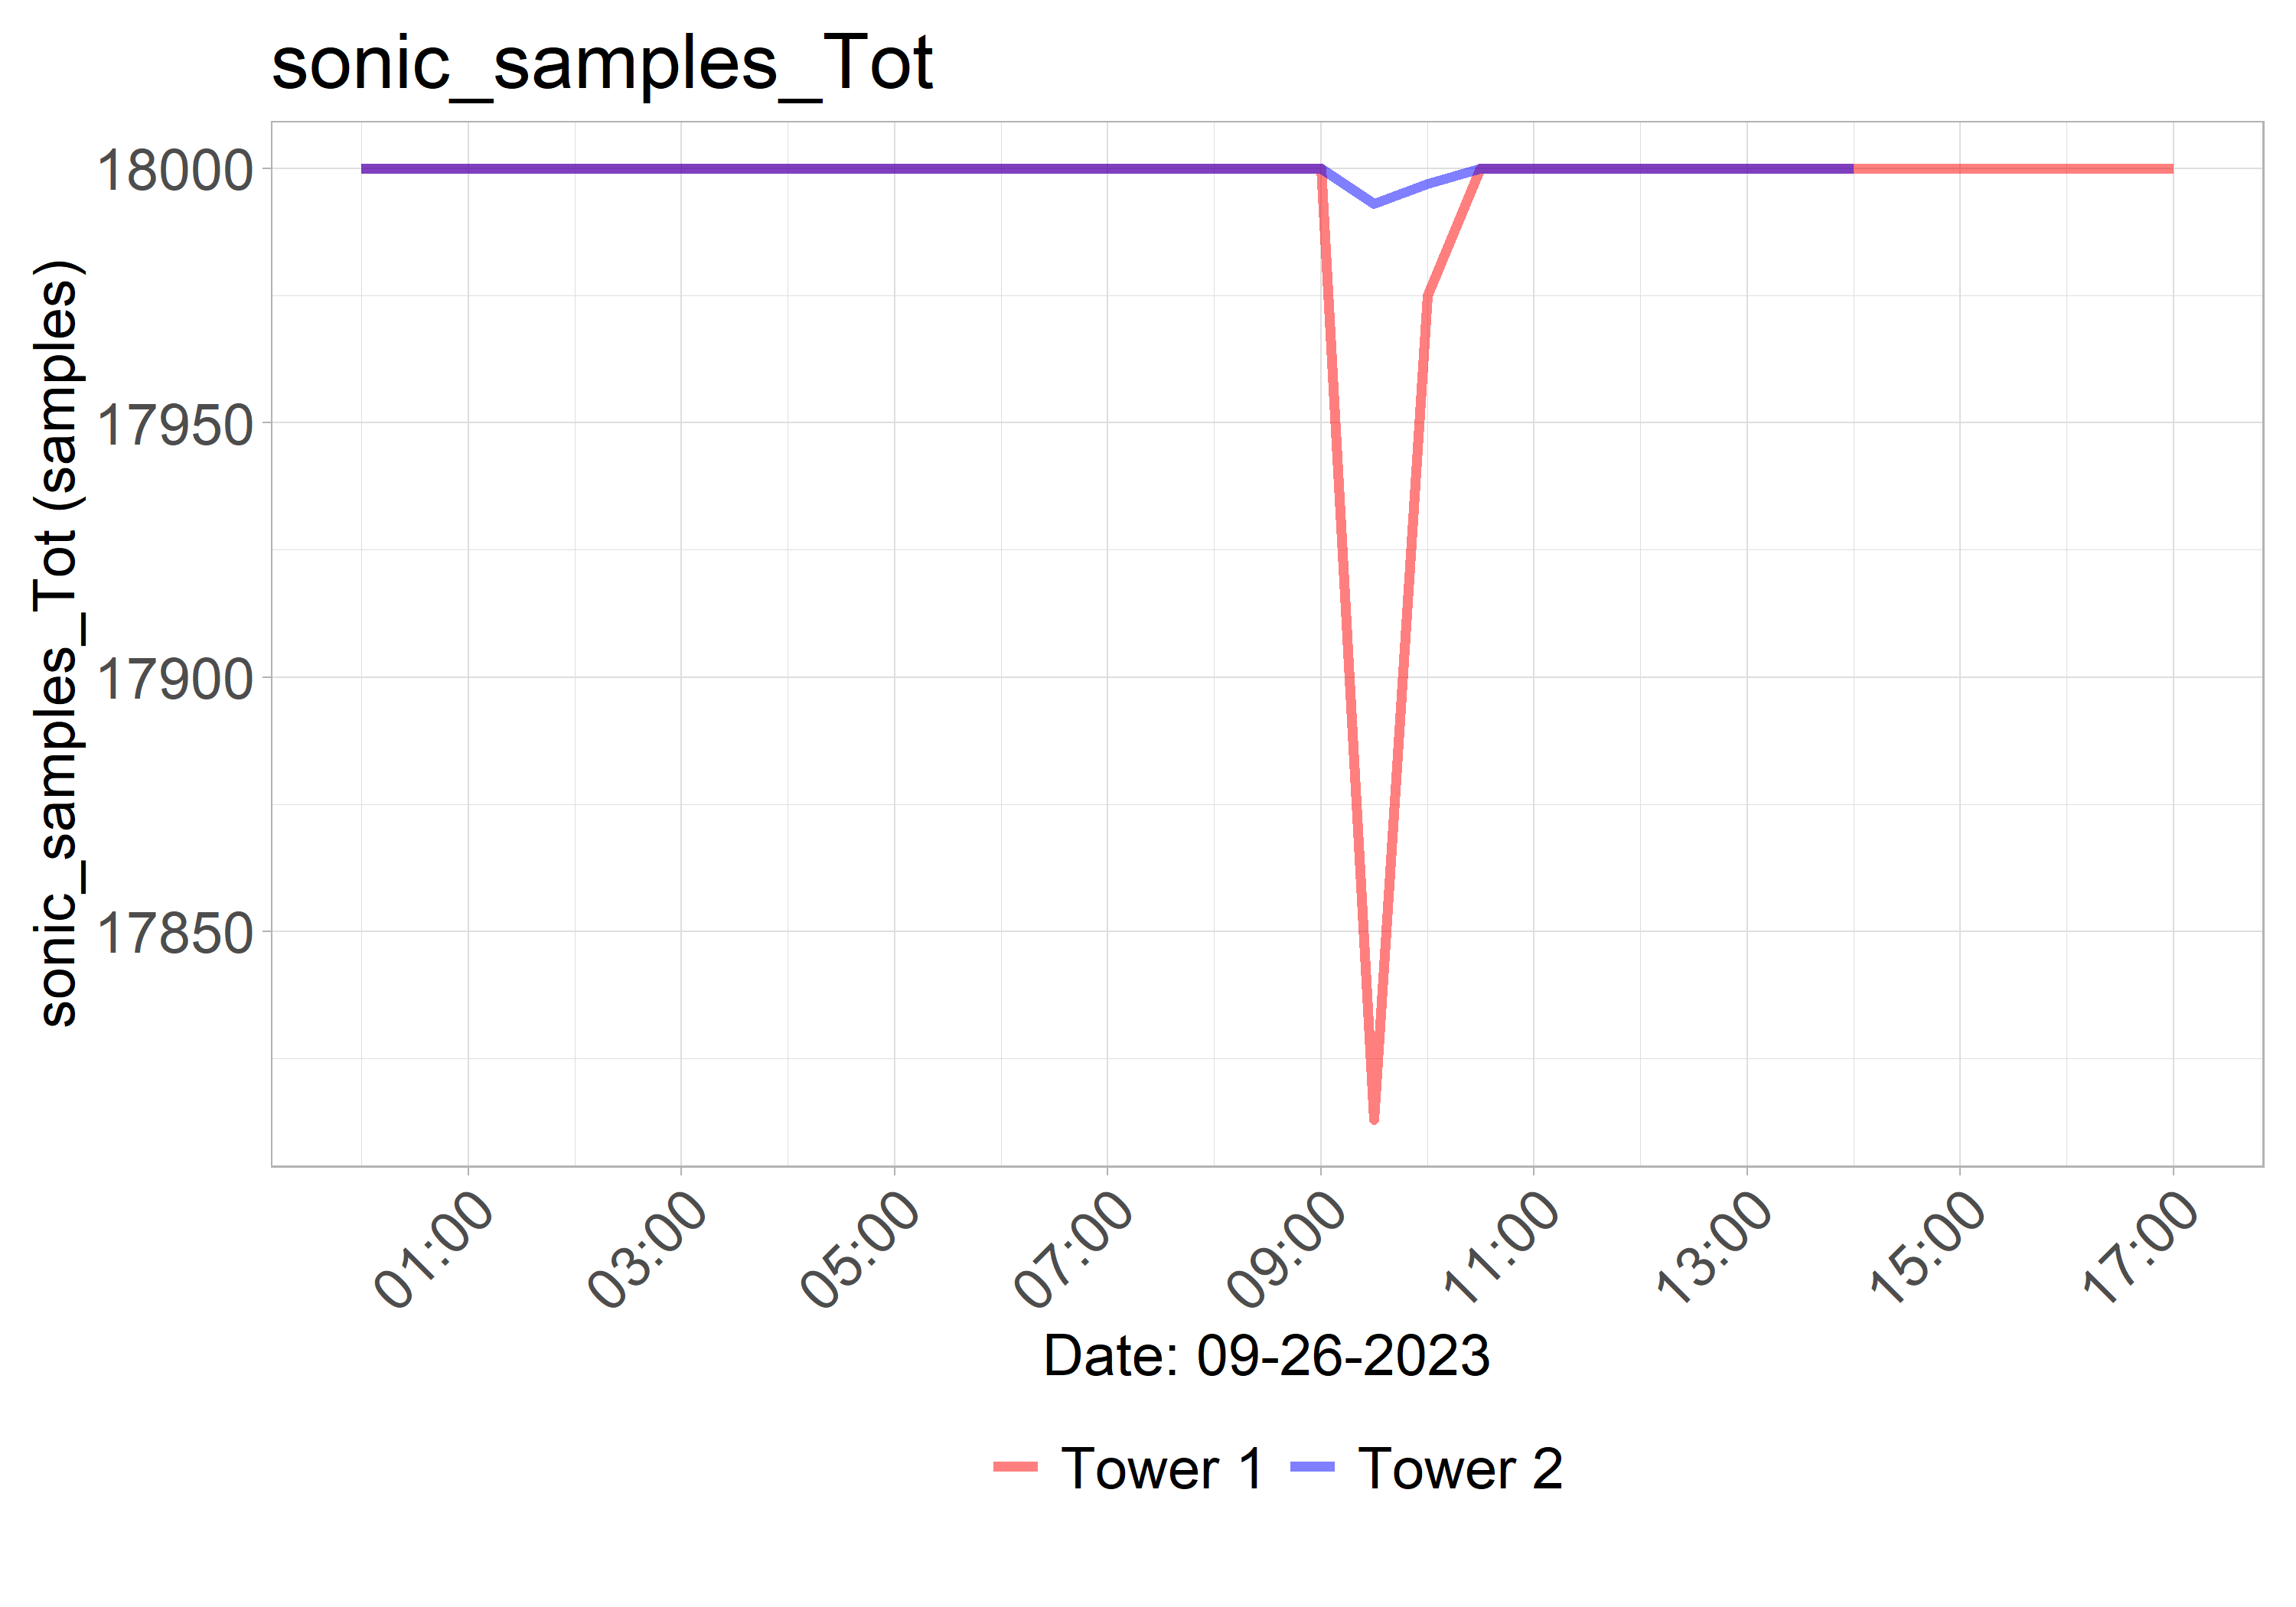 sonic_samples_Tot
sonic_samples_Tot (samples)
18000
17950
17900
17850
01:00
03:00
05:00
07:00
09:00
11:00
13:00
15:00
17:00
Date: 09-26-2023
Tower 1
Tower 2